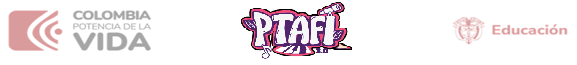 COLOMBIA
POTENCIA DE LA
VIDA
PTAFI
Educación